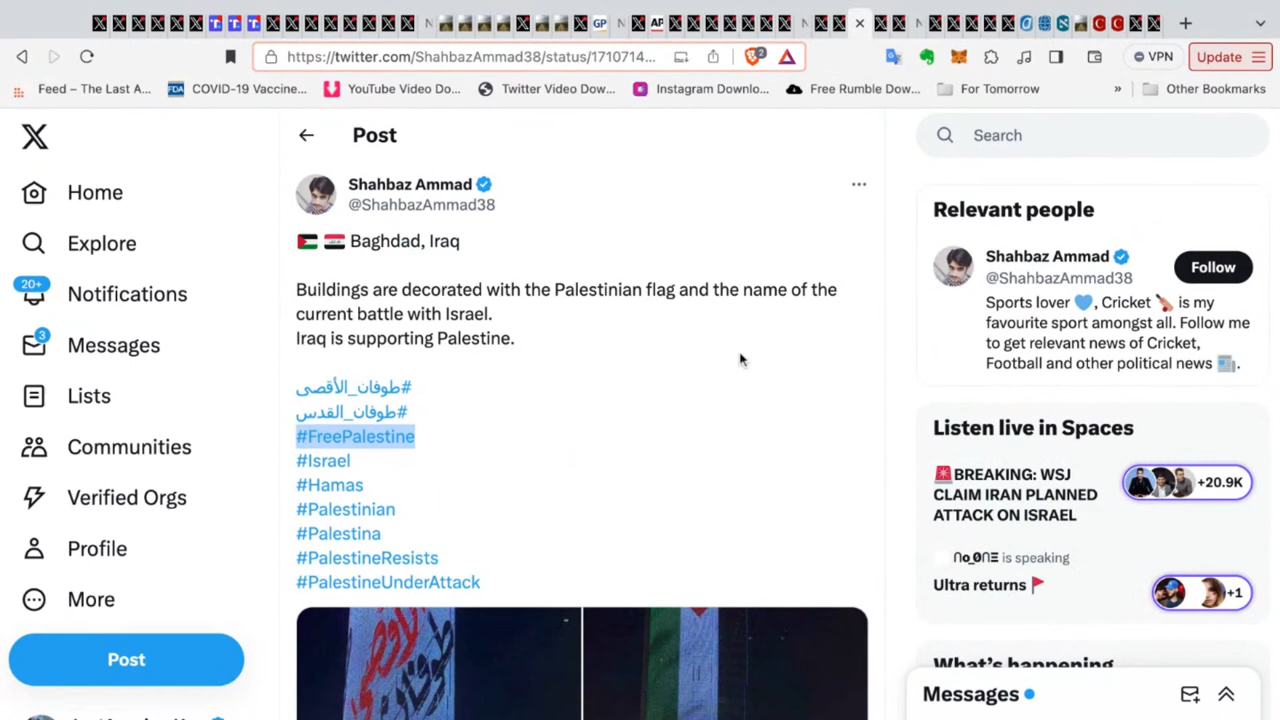 GP
AP
https://twitter.com/ShahbazAmmad38/status/1710714...
2
VPN
Update
Feed – The Last A...
COVID-19 Vaccine...
YouTube Video Do...
Twitter Video Dow...
Instagram Downlo...
Free Rumble Dow...
For Tomorrow
»
Other Bookmarks
X
Home
Explore
20+
Notifications
3
Messages
Lists
Communities
Verified Orgs
Profile
More
Post
← Post
Shahbaz Ammad
@ShahbazAmmad38
🇵🇸 🇮🇶 Baghdad, Iraq
Buildings are decorated with the Palestinian flag and the name of the
current battle with Israel.
Iraq is supporting Palestine.
#طوفان_الأقصى
#طوفان_القدس
#FreePalestine
#Israel
#Hamas
#Palestinian
#Palestina
#PalestineResists
#PalestineUnderAttack
Search
Relevant people
Shahbaz Ammad
@ShahbazAmmad38
Follow
Sports lover 💙, Cricket 🏏 is my
favourite sport amongst all. Follow me
to get relevant news of Cricket,
Football and other political news 📰.
Listen live in Spaces
🚨BREAKING: WSJ
CLAIM IRAN PLANNED
ATTACK ON ISRAEL
+20.9K
is speaking
Ultra returns 🚩
+1
What's happening
Messages